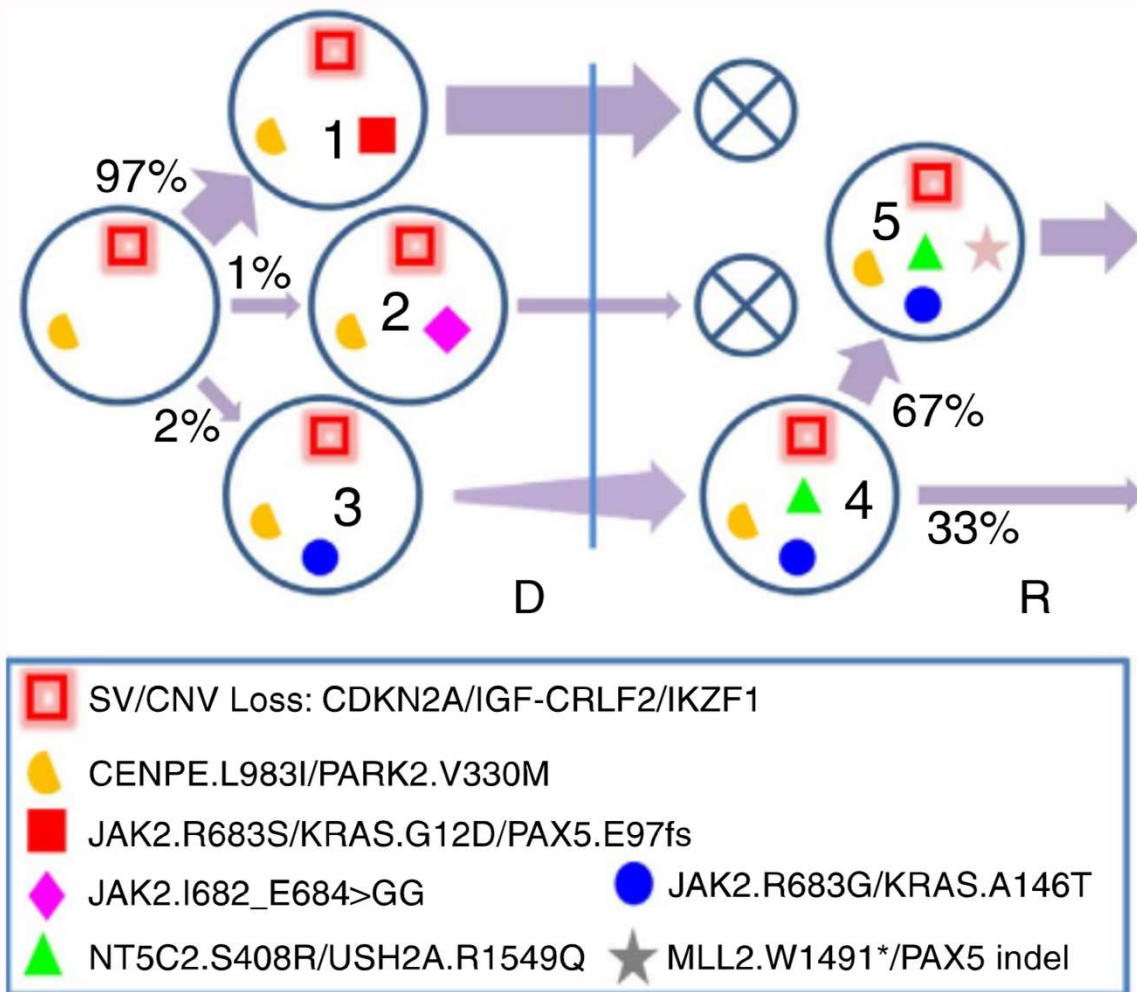 1
97%
5
1%
2
67%
2%
3
4
33%
D
R
SV/CNV Loss: CDKN2A/IGF-CRLF2/IKZF1
CENPE.L983I/PARK2.V330M
JAK2.R683S/KRAS.G12D/PAX5.E97fs
JAK2.I682_E684>GG
JAK2.R683G/KRAS.A146T
NT5C2.S408R/USH2A.R1549Q
MLL2.W1491*/PAX5 indel